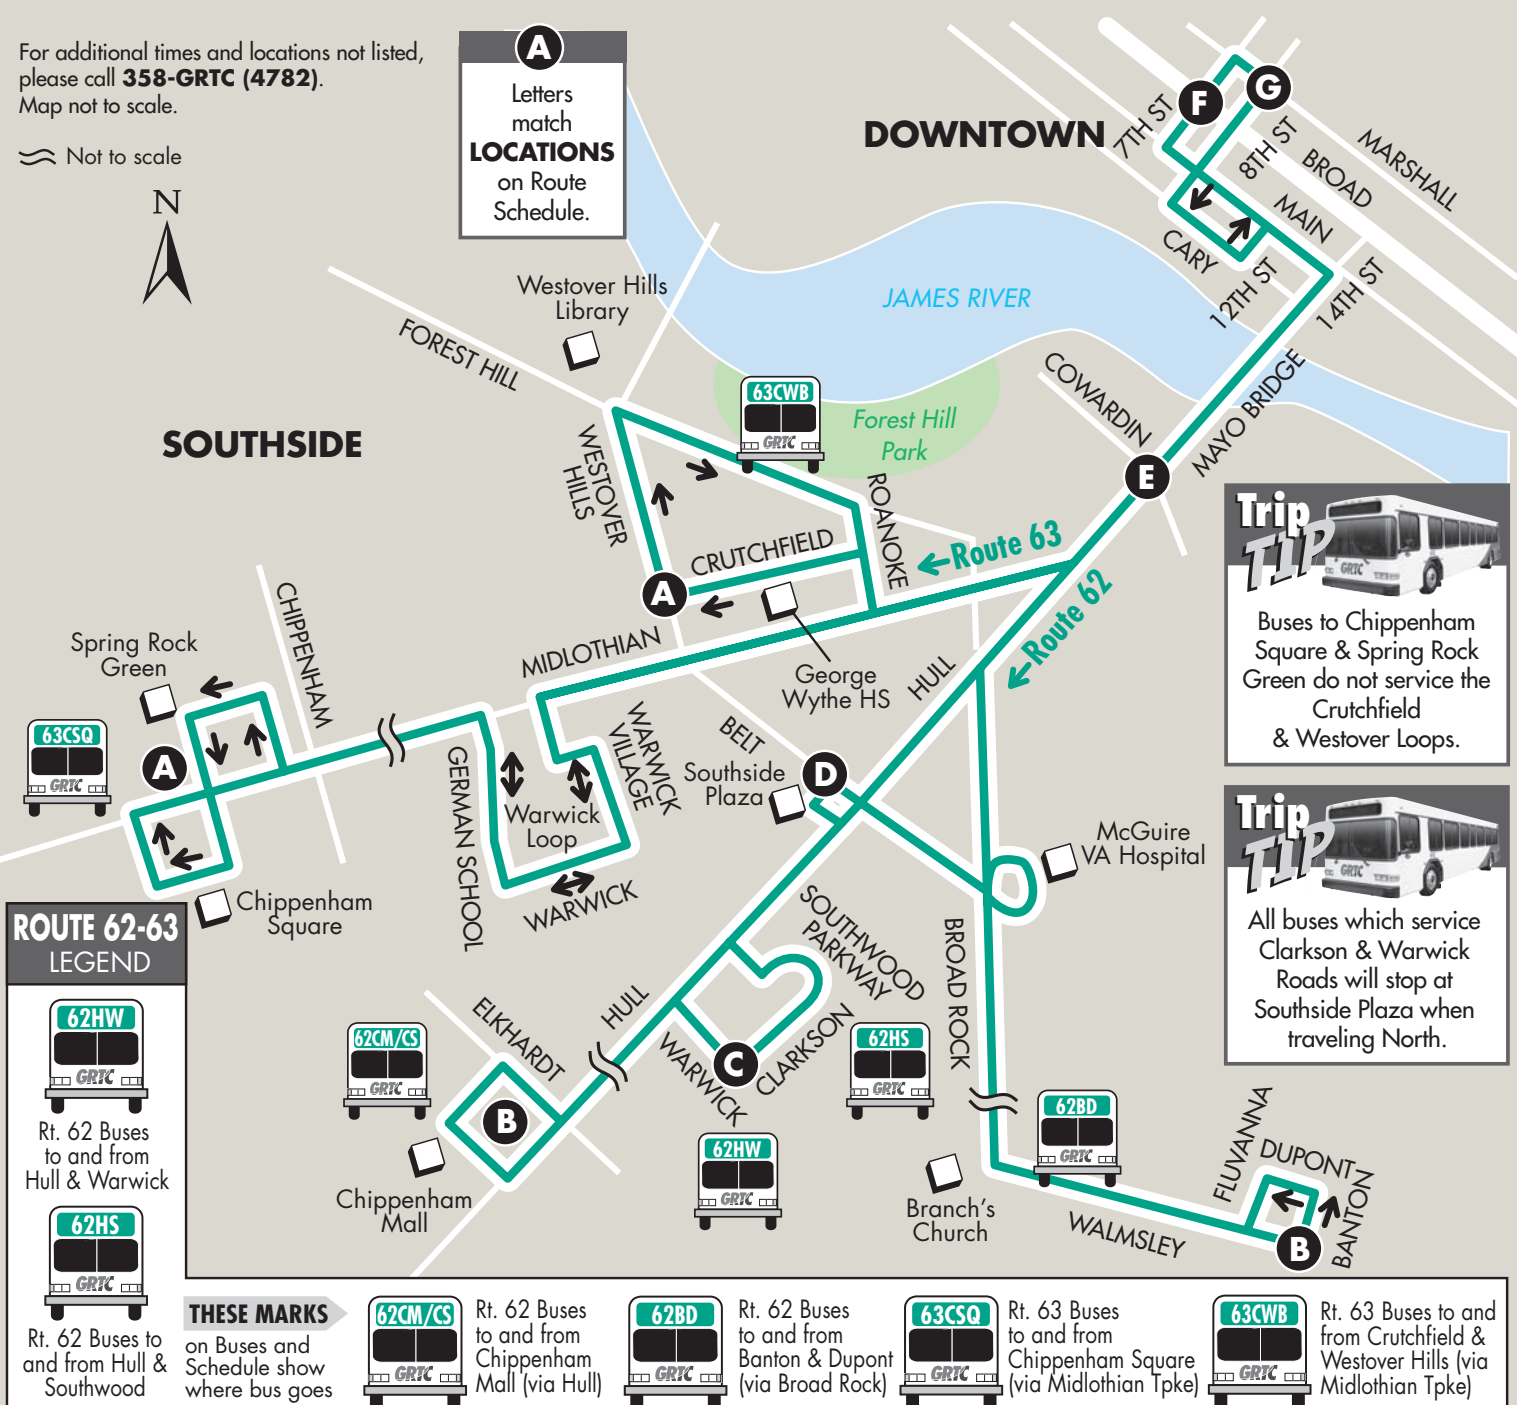 For additional times and locations not listed,
please call 358-GRTC (4782).
Map not to scale.
Not to scale
N
A
Letters
match
LOCATIONS
on Route
Schedule.
DOWNTOWN
F
G
7TH ST
8TH ST
BROAD
MARSHALL
MAIN
CARY
12TH ST
14TH ST
JAMES RIVER
Westover Hills
Library
FOREST HILL
63CWB
GRTC
Forest Hill
Park
COWARDIN
MAYO BRIDGE
E
SOUTHSIDE
WESTOVER
HILLS
ROANOKE
CRUTCHFIELD
A
Route 63
Route 62
MIDLOTHIAN
George
Wythe HS
HULL
CHIPPENHAM
Spring Rock
Green
63CSQ
GRTC
A
Chippenham
Square
GERMAN SCHOOL
Warwick
Loop
WARWICK
VILLAGE
WARWICK
BELT
Southside
Plaza
D
McGuire
VA Hospital
SOUTHWOOD
PARKWAY
BROAD ROCK
Trip
TIP
GRTC
Buses to Chippenham
Square & Spring Rock
Green do not service the
Crutchfield
& Westover Loops.
Trip
TIP
GRTC
All buses which service
Clarkson & Warwick
Roads will stop at
Southside Plaza when
traveling North.
ELKHARDT
HULL
62CM/CS
GRTC
B
Chippenham
Mall
WARWICK
C
CLARKSON
62HS
GRTC
62HW
GRTC
62BD
GRTC
Branch's
Church
WALMSLEY
FLUVANNA
DUPONT
BANTON
B
ROUTE 62-63
LEGEND
62HW
GRTC
Rt. 62 Buses
to and from
Hull & Warwick
62HS
GRTC
Rt. 62 Buses to
and from Hull &
Southwood
THESE MARKS
on Buses and
Schedule show
where bus goes
62CM/CS
GRTC
Rt. 62 Buses
to and from
Chippenham
Mall (via Hull)
62BD
GRTC
Rt. 62 Buses
to and from
Banton & Dupont
(via Broad Rock)
63CSQ
GRTC
Rt. 63 Buses
to and from
Chippenham Square
(via Midlothian Tpke)
63CWB
GRTC
Rt. 63 Buses to and
from Crutchfield &
Westover Hills (via
Midlothian Tpke)